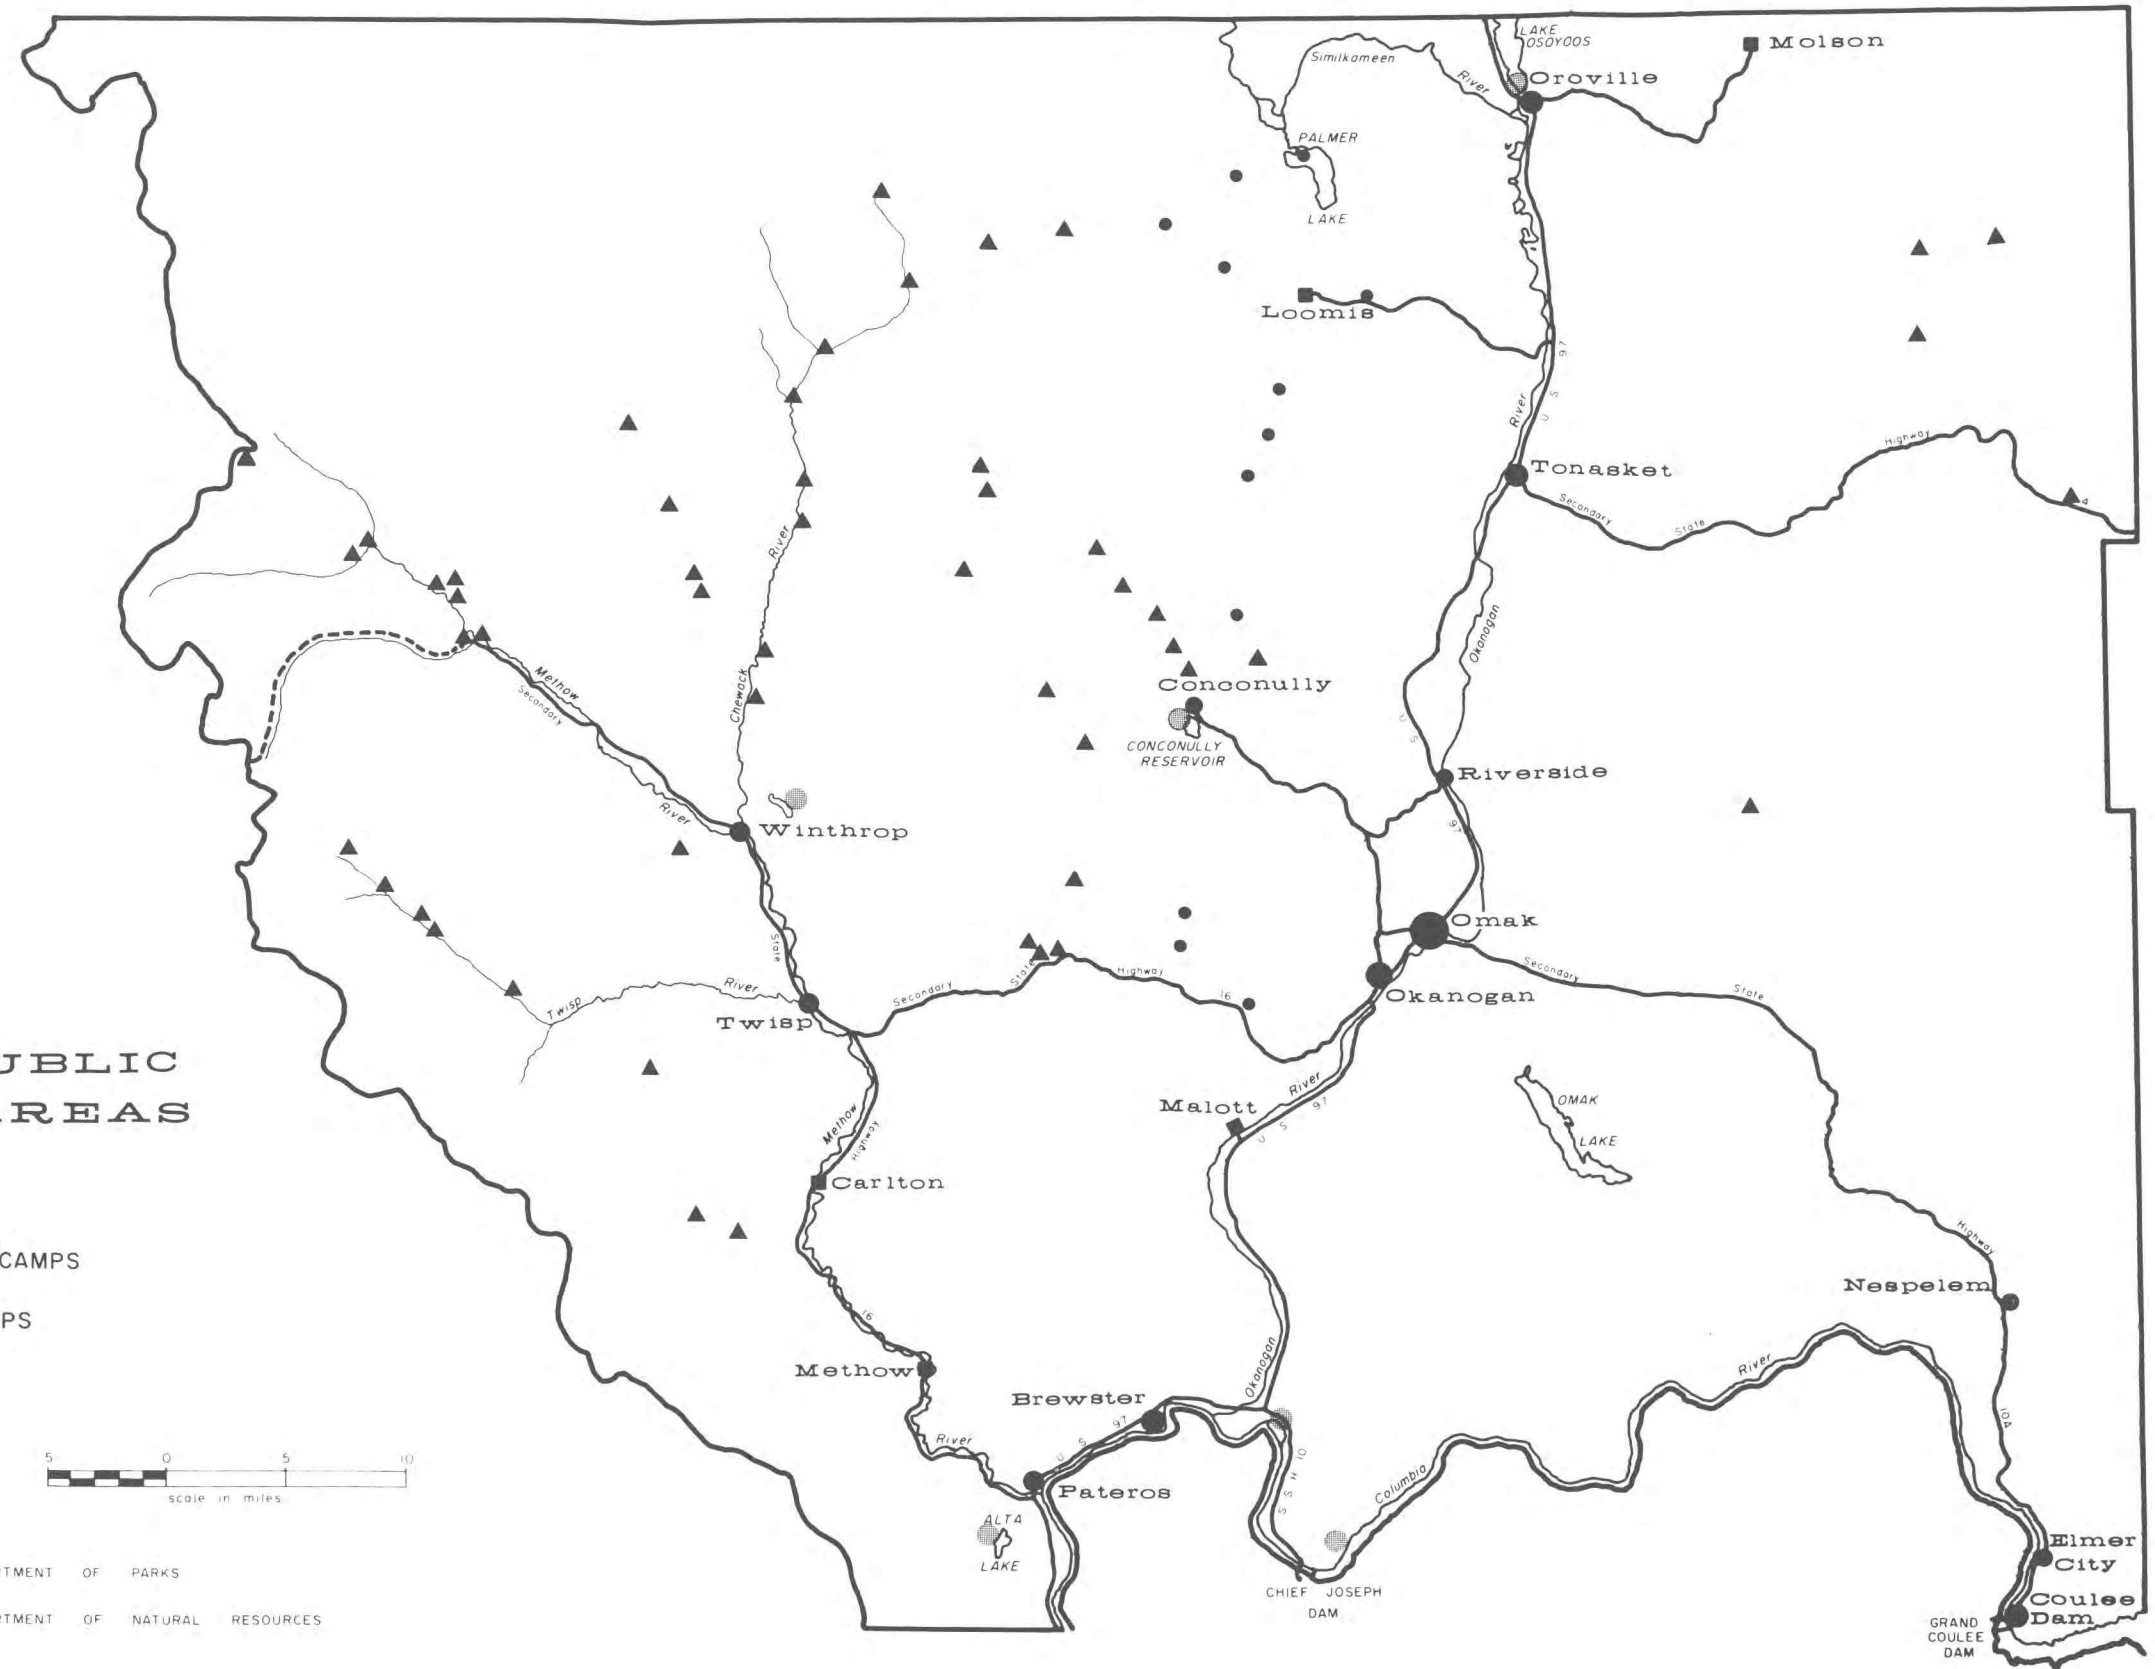 LAKE
OSOYOOS
Molson
Similkameen
River
Oroville
PALMER
LAKE
Loomis
97
U S
River
Highway
Tonasket
Secondary
State
4
River
Okanogan
Methow
Secondary
Chewack
Conconully
U S
CONCONULLY
RESERVOIR
Riverside
River
Winthrop
97
Omak
State
Secondary
State
Highway
Secondary
State
16
Okanogan
River
Twisp
Twisp
UBLIC
AREAS
River
97
U S
Malott
OMAK
LAKE
Methow
Highway
Carlton
Highway
CAMPS
Nespelem
PS
16
Methow
Okanogan
River
Brewster
97
U S
10A
River
5 0 5 10
scale in miles
SSH 10
Columbia
Pateros
ALTA
LAKE
Elmer
City
TMENT OF PARKS
CHIEF JOSEPH
DAM
Coulee
Dam
RTMENT OF NATURAL RESOURCES
GRAND
COULEE
DAM